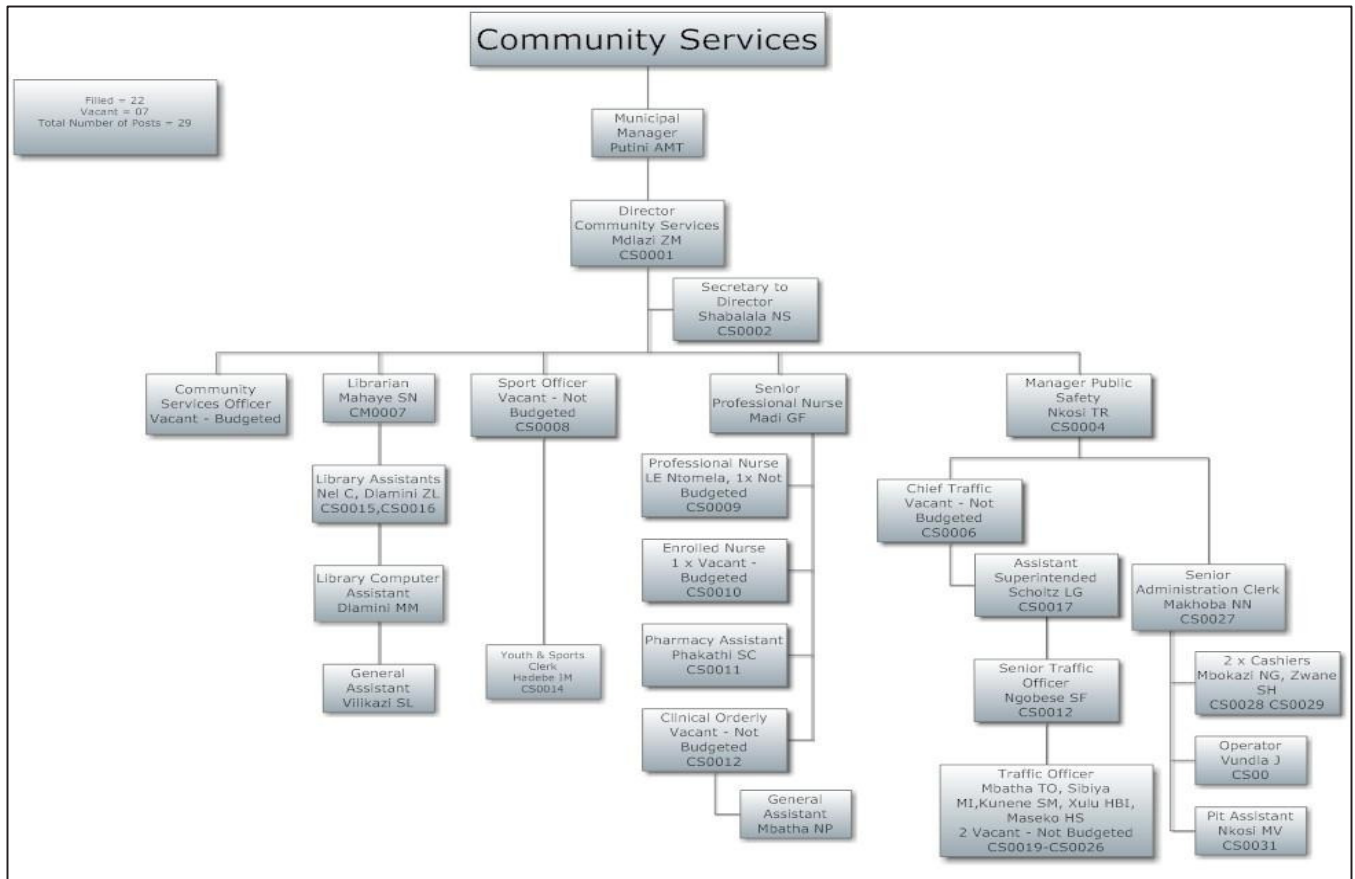 Community Services
Filled = 22
Vacant = 07
Total Number of Posts = 29
Municipal
Manager
Putini AMT
Director
Community Services
Mdlazi ZM
CS0001
Secretary to
Director
Shabalala NS
CS0002
Community
Services Officer
Vacant - Budgeted
Librarian
Mahaye SN
CM0007
Library Assistants
Nel C, Dlamini ZL
CS0015,CS0016
Library Computer
Assistant
Dlamini MM
General
Assistant
Vilikazi SL
Sport Officer
Vacant - Not
Budgeted
CS0008
Youth & Sports
Clerk
Hadebe IM
CS0014
Senior
Professional Nurse
Madi GF
Professional Nurse
LE Ntomela, 1x Not
Budgeted
CS0009
Enrolled Nurse
1 x Vacant -
Budgeted
CS0010
Pharmacy Assistant
Phakathi SC
CS0011
Clinical Orderly
Vacant - Not
Budgeted
CS0012
General
Assistant
Mbatha NP
Manager Public
Safety
Nkosi TR
CS0004
Chief Traffic
Vacant - Not
Budgeted
CS0006
Assistant
Superintended
Scholtz LG
CS0017
Senior Traffic
Officer
Ngobese SF
CS0012
Traffic Officer
Mbatha TO, Sibiya
MI,Kunene SM, Xulu HBI,
Maseko HS
2 Vacant - Not Budgeted
CS0019-CS0026
Senior
Administration Clerk
Makhoba NN
CS0027
2 x Cashiers
Mbokazi NG, Zwane
SH
CS0028 CS0029
Operator
Vundla J
CS00
Pit Assistant
Nkosi MV
CS0031